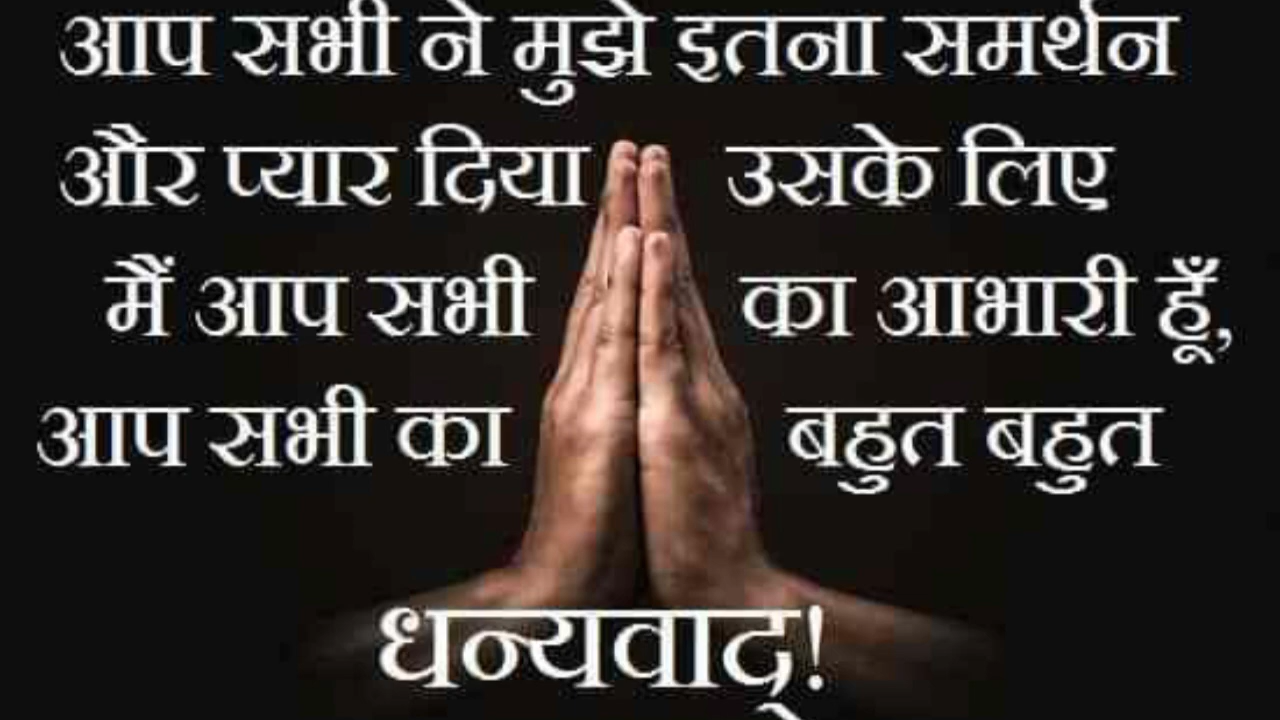 आप सभी ने मुझे इतना समर्थन
और प्यार दिया उसके लिए
मैं आप सभी का आभारी हूँ,
आप सभी का बहुत बहुत
धन्यवाद्!